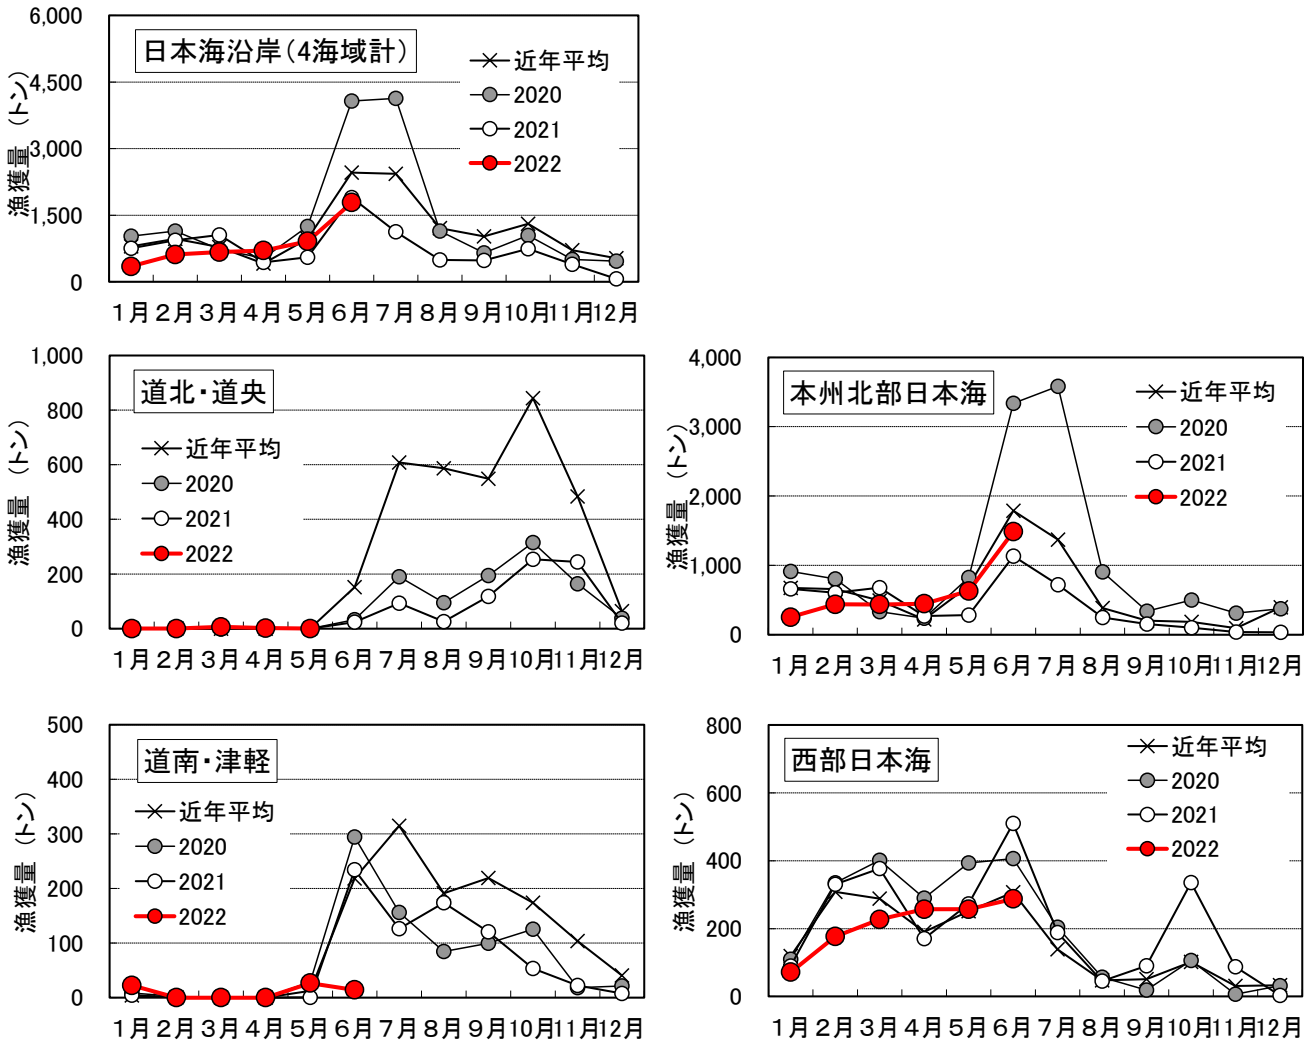 日本海沿岸（4海域計）
漁獲量（トン）
6,000
4,500
3,000
1,500
0
近年平均
2020
2021
2022
1月 2月 3月 4月 5月 6月 7月 8月 9月 10月 11月 12月
道北・道央
漁獲量（トン）
1,000
800
600
400
200
0
近年平均
2020
2021
2022
1月 2月 3月 4月 5月 6月 7月 8月 9月 10月 11月 12月
本州北部日本海
漁獲量（トン）
4,000
3,000
2,000
1,000
0
近年平均
2020
2021
2022
1月 2月 3月 4月 5月 6月 7月 8月 9月 10月 11月 12月
道南・津軽
漁獲量（トン）
500
400
300
200
100
0
近年平均
2020
2021
2022
1月 2月 3月 4月 5月 6月 7月 8月 9月 10月 11月 12月
西部日本海
漁獲量（トン）
800
600
400
200
0
近年平均
2020
2021
2022
1月 2月 3月 4月 5月 6月 7月 8月 9月 10月 11月 12月